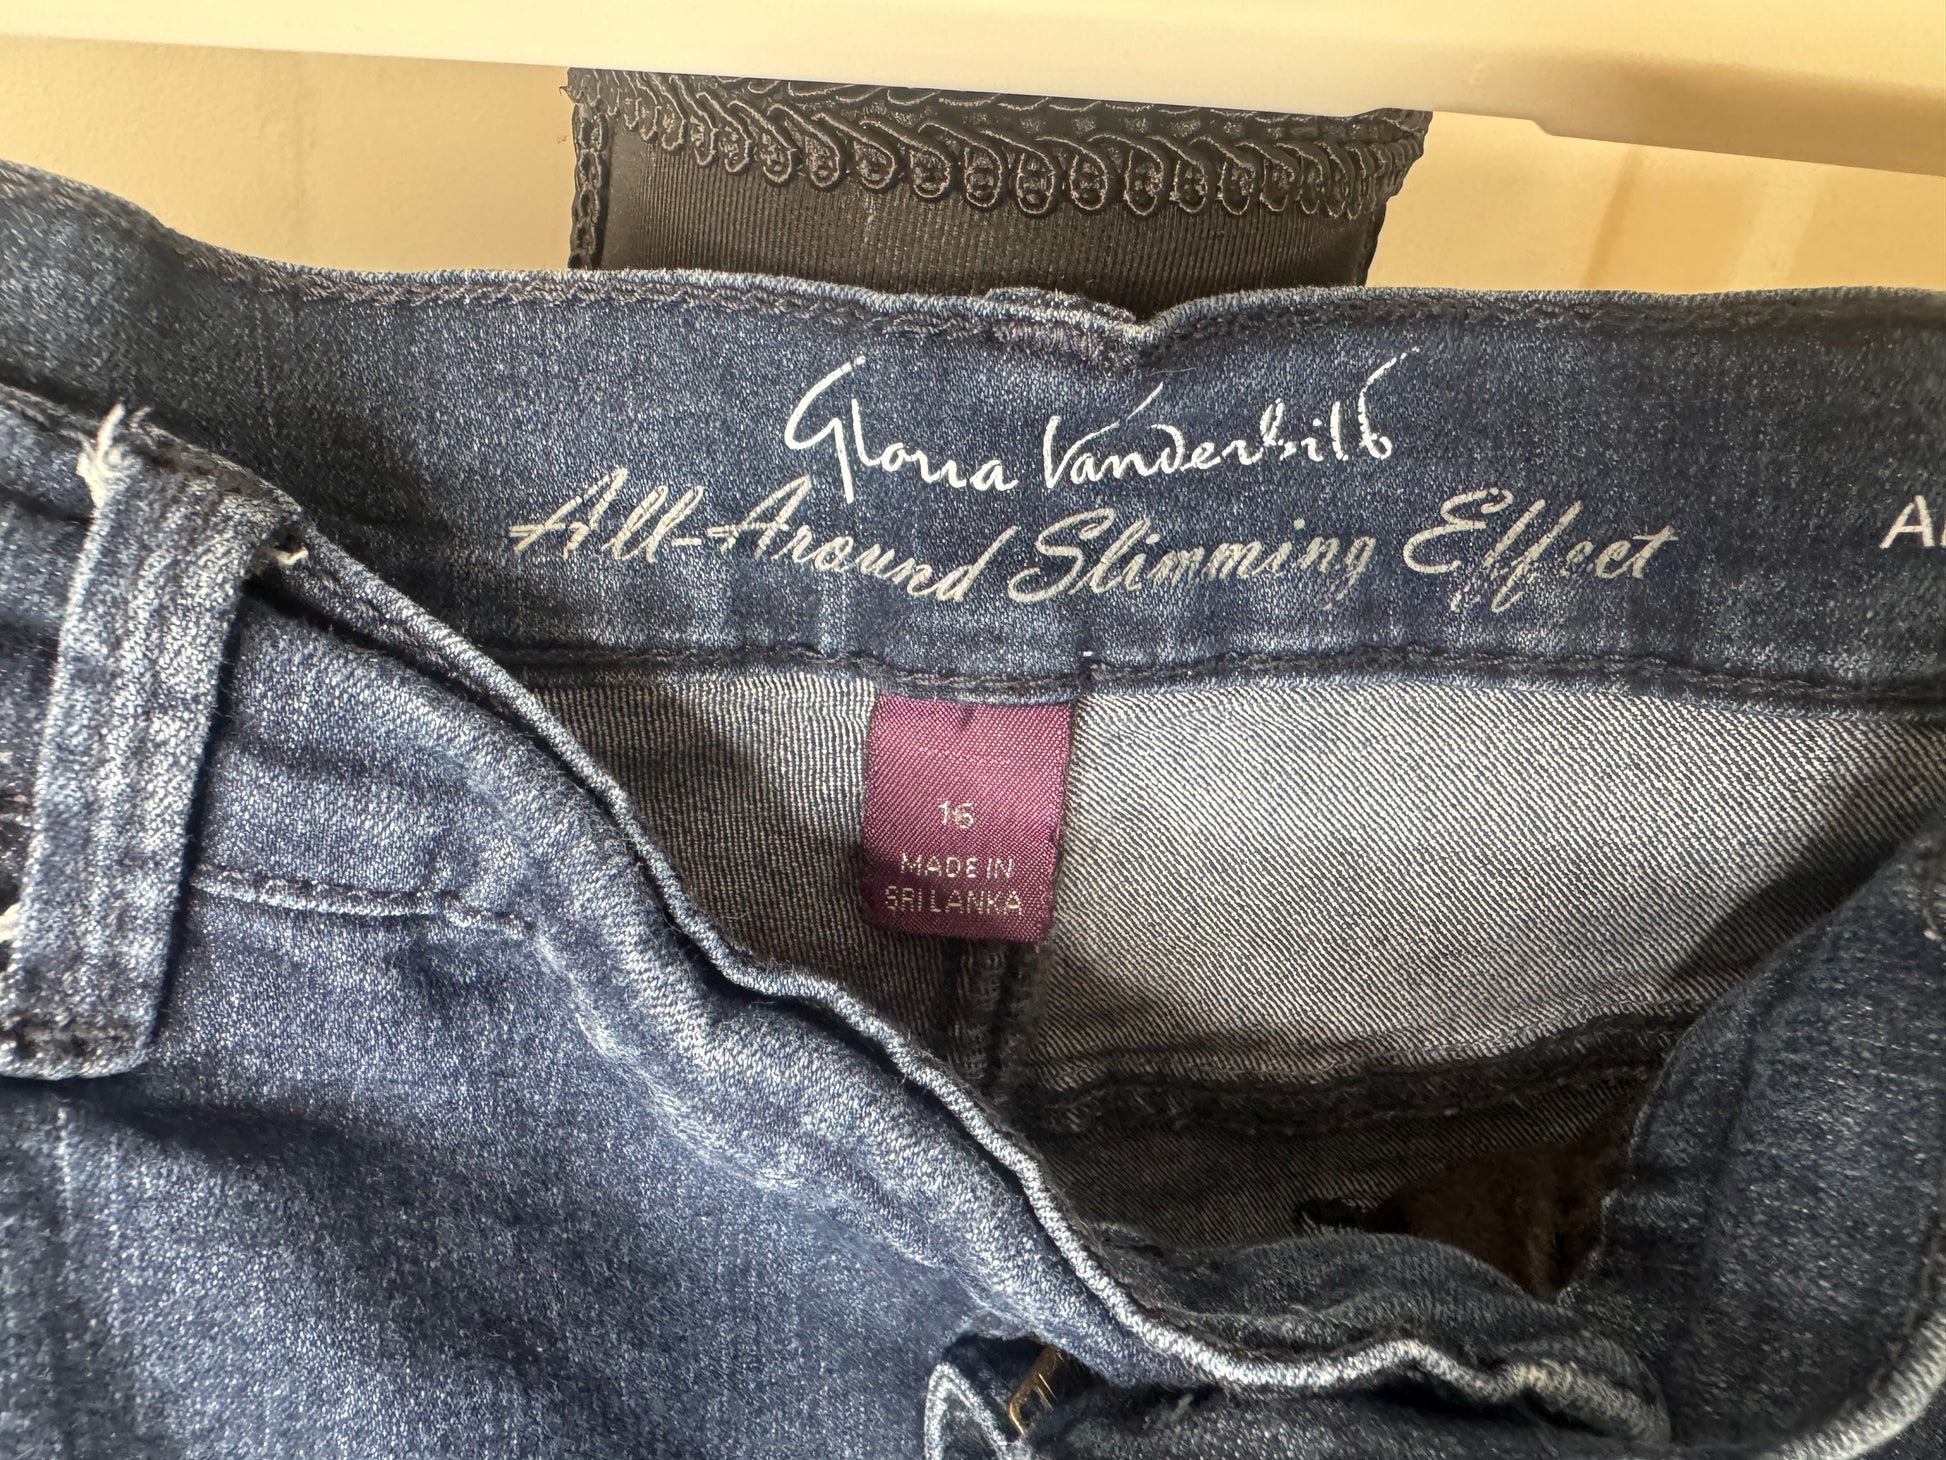 Gloria Vanderbilt
All-Around Slimming Effect
16
MADE IN
SRI LANKA